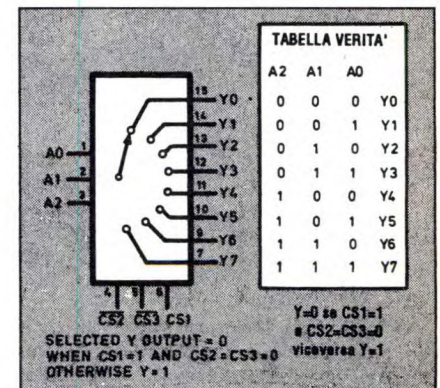 15 Y0
14 Y1
13 Y2
A0 1
12 Y3
A1 2
11 Y4
A2 3
10 Y5
9 Y6
7 Y7
4 5 6
CS2 CS3 CS1
SELECTED Y OUTPUT = 0
WHEN CS1=1 AND CS2=CS3=0
OTHERWISE Y=1
TABELLA VERITA'
A2 A1 A0
0 0 0 Y0
0 0 1 Y1
0 1 0 Y2
0 1 1 Y3
1 0 0 Y4
1 0 1 Y5
1 1 0 Y6
1 1 1 Y7
Y=0 se CS1=1
e CS2=CS3=0
viceversa Y=1